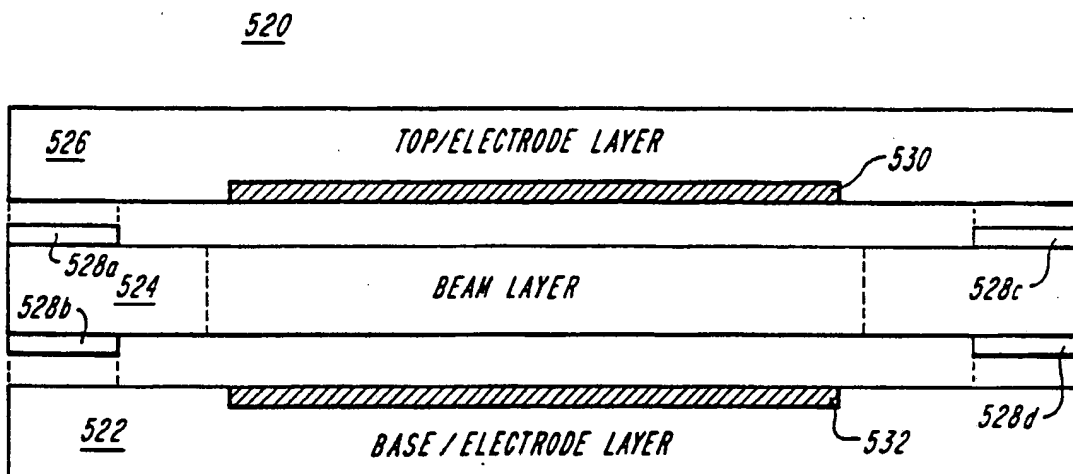 520
526
TOP/ELECTRODE LAYER
530
528a
524
BEAM LAYER
528c
528b
522
BASE / ELECTRODE LAYER
532
528d